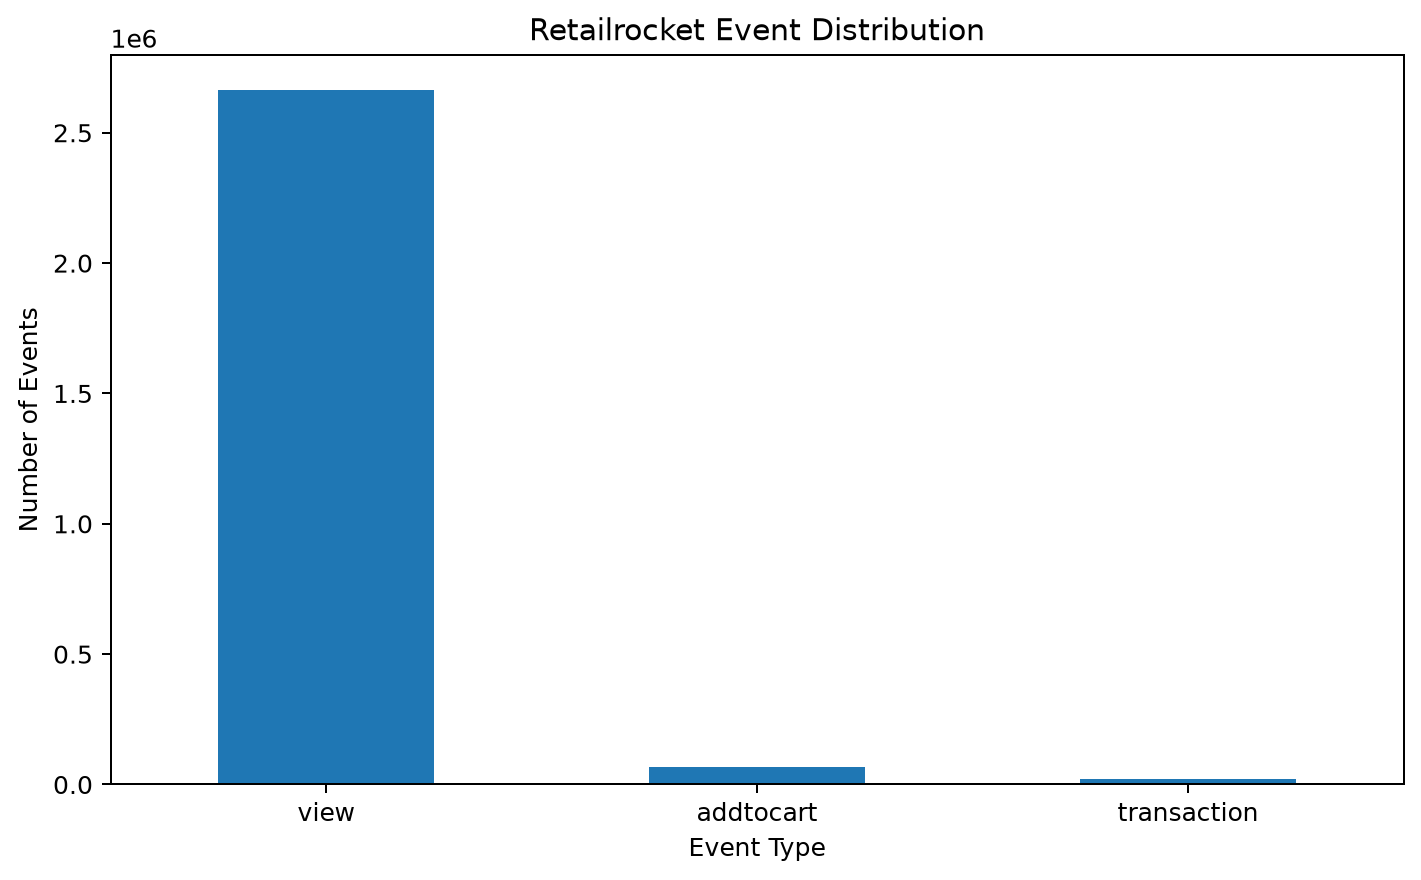 Retailrocket Event Distribution
1e6
2.5
2.0
1.5
1.0
0.5
0.0
Number of Events
view addtocart transaction
Event Type